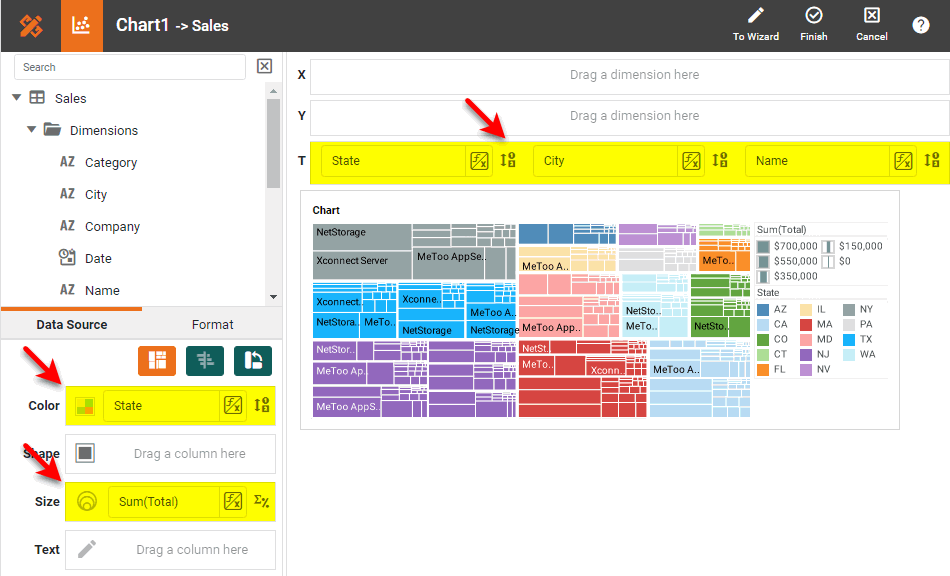 Chart1 -> Sales
To Wizard
Finish
Cancel
Search
Sales
Dimensions
AZ Category
AZ City
AZ Company
Date
AZ Name
Data Source
Format
Color
State
Shape
Drag a column here
Size
Sum(Total)
Text
Drag a column here
X
Drag a dimension here
Y
Drag a dimension here
T
State
City
Name
Chart
NetStorage
Xconnect Server
MeToo AppSe..
MeToo A..
MeTo..
Xconnect..
Xconne..
MeToo A..
NetStora..
MeTo..
NetStorage
NetStorage
MeToo App..
NetSto..
MeTo..
NetSto..
NetStor..
MeToo Ap..
MeToo AppS..
NetSt..
MeTo..
Xconn..
MeToo A..
Sum(Total)
$700,000 $150,000
$550,000 $0
$350,000
State
AZ IL NY
CA MA PA
CO MD TX
CT NJ WA
FL NV